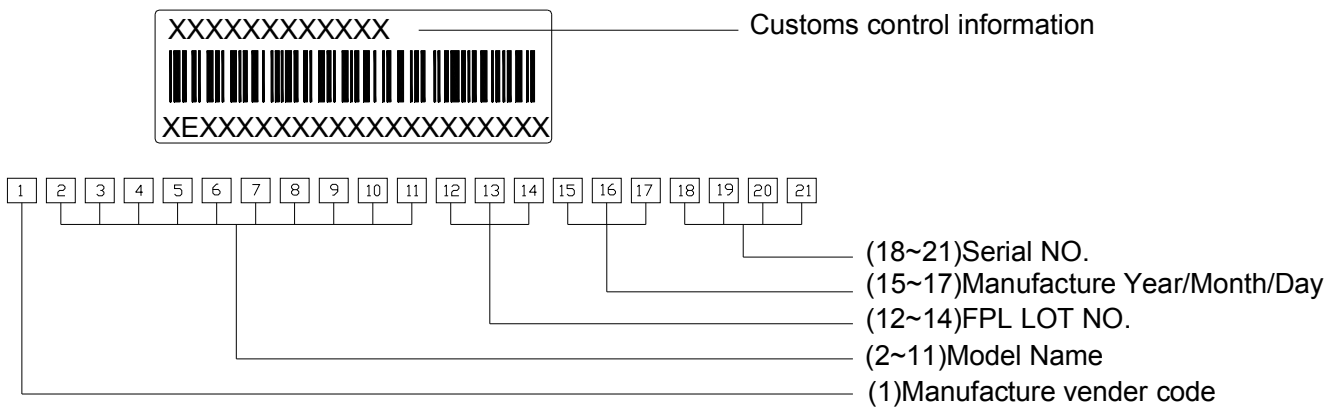 XXXXXXXXXXXX
Customs control information
XEXXXXXXXXXXXXXXXXXXX
1 2 3 4 5 6 7 8 9 10 11 12 13 14 15 16 17 18 19 20 21
(18~21)Serial NO.
(15~17)Manufacture Year/Month/Day
(12~14)FPL LOT NO.
(2~11)Model Name
(1)Manufacture vender code